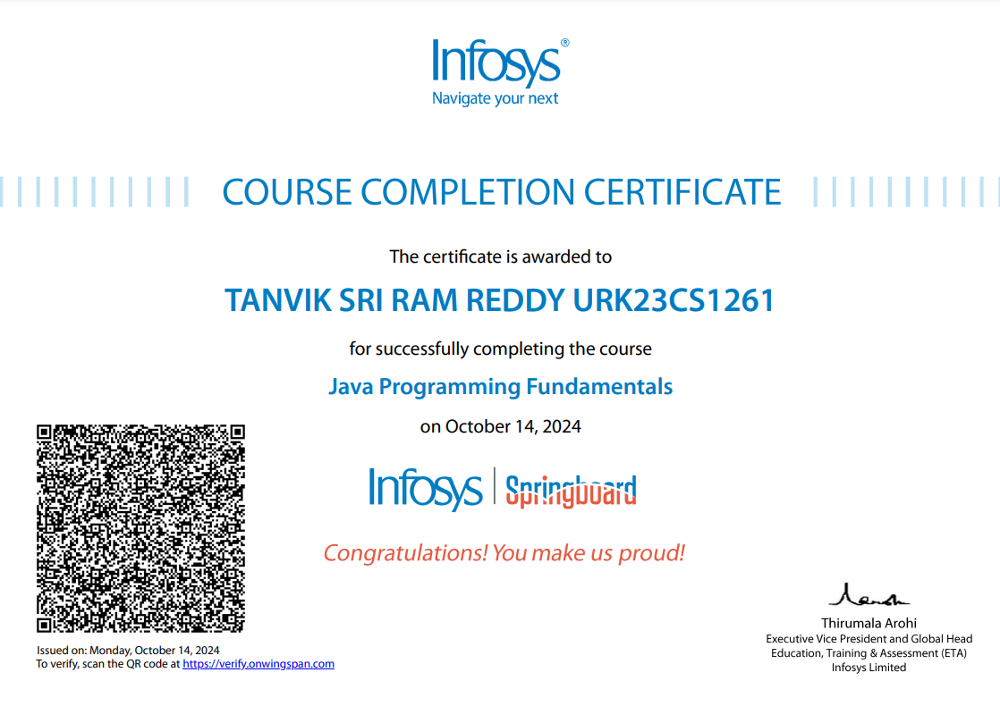 Infosys®
Navigate your next
COURSE COMPLETION CERTIFICATE
The certificate is awarded to
TANVIK SRI RAM REDDY URK23CS1261
for successfully completing the course
Java Programming Fundamentals
on October 14, 2024
Infosys | Springboard
Congratulations! You make us proud!
Issued on: Monday, October 14, 2024
To verify, scan the QR code at https://verify.onwingspan.com
Thirumala Arohi
Executive Vice President and Global Head
Education, Training & Assessment (ETA)
Infosys Limited